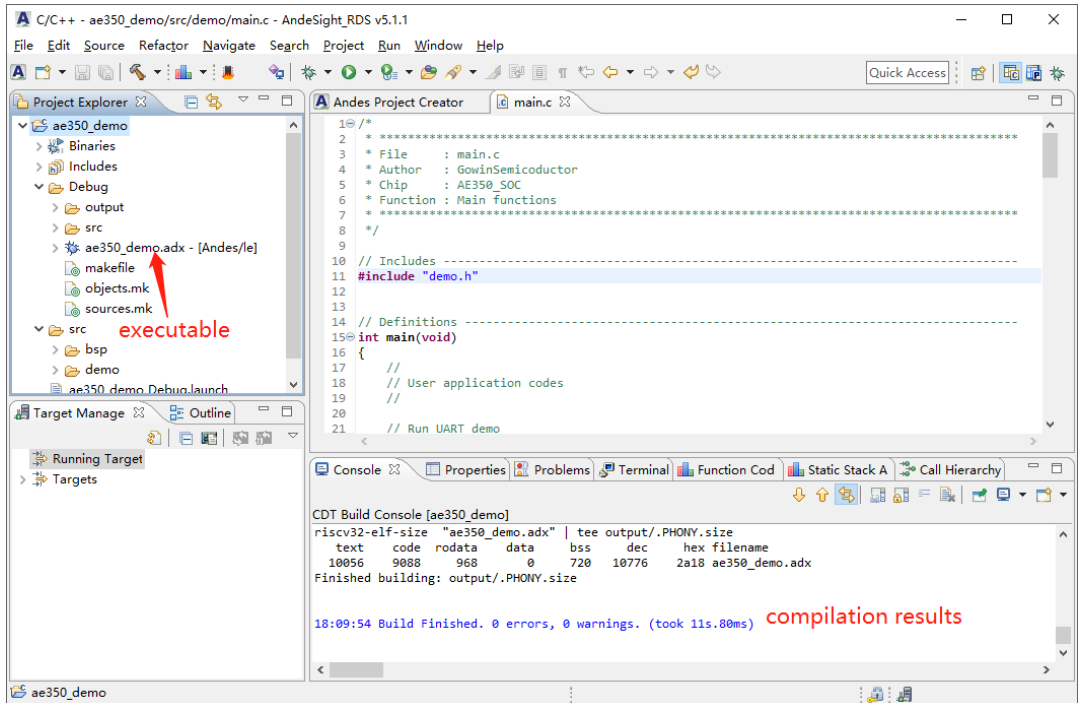 C/C++ - ae350_demo/src/demo/main.c - AndeSight_RDS v5.1.1
File Edit Source Refactor Navigate Search Project Run Window Help
Quick Access
Project Explorer
ae350_demo
Binaries
Includes
Debug
output
src
ae350_demo.adx - [Andes/le]
makefile
objects.mk
sources.mk
executable
src
bsp
demo
ae350_demo_Debug.launch
Target Manage Outline
Running Target
Targets
Andes Project Creator main.c
1 /*
2 * ******************************************************************************************
3 * File : main.c
4 * Author : GowinSemicoductor
5 * Chip : AE350_SOC
6 * Function : Main functions
7 * ******************************************************************************************
8 */
9
10 // Includes ---------------------------------------------------------------------------------
11 #include "demo.h"
12
13
14 // Definitions ------------------------------------------------------------------------------
15 int main(void)
16 {
17 //
18 // User application codes
19 //
20
21 // Run UART demo
Console Properties Problems Terminal Function Cod Static Stack A Call Hierarchy
CDT Build Console [ae350_demo]
riscv32-elf-size "ae350_demo.adx" | tee output/.PHONY.size
text code rodata data bss dec hex filename
10056 9088 968 0 720 10776 2a18 ae350_demo.adx
Finished building: output/.PHONY.size
18:09:54 Build Finished. 0 errors, 0 warnings. (took 11s.80ms)
compilation results
ae350_demo